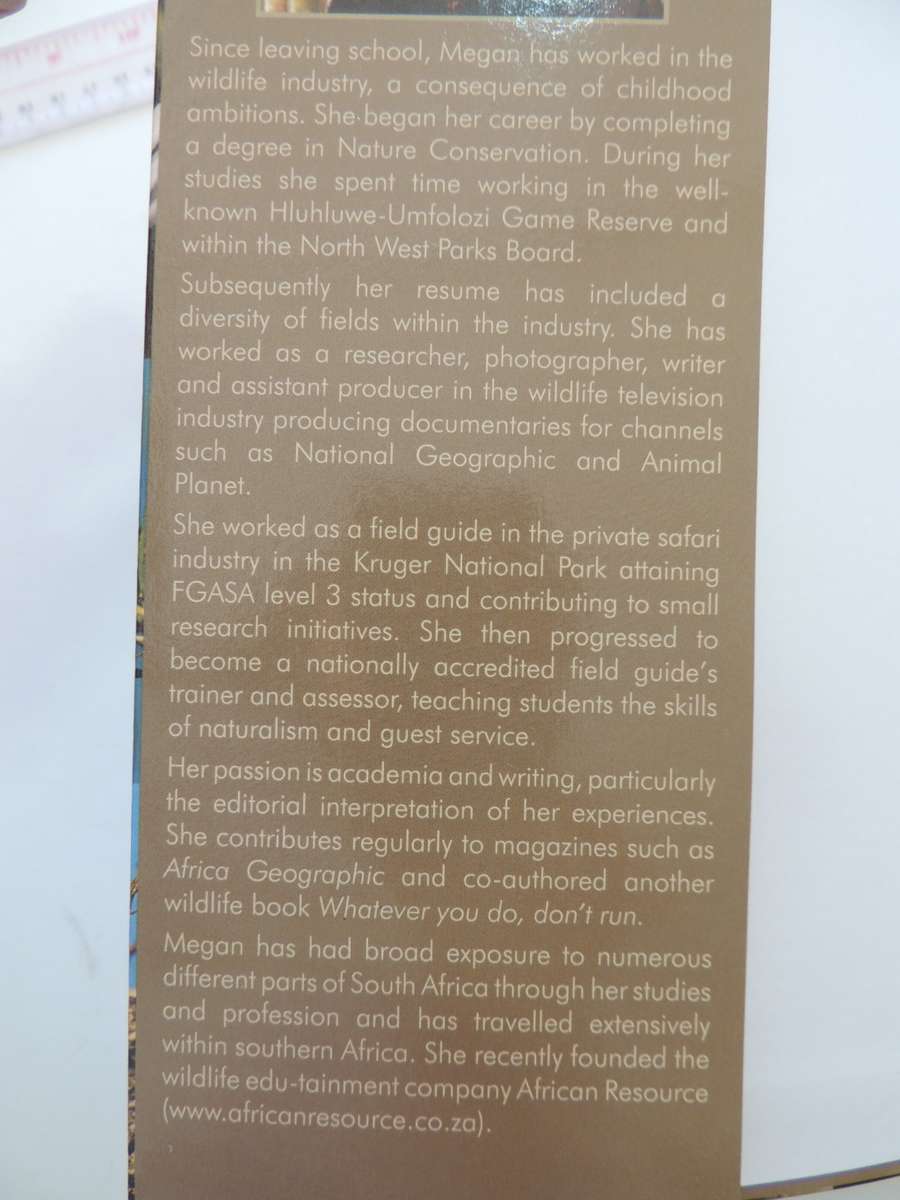 Since leaving school, Megan has worked in the
wildlife industry, a consequence of childhood
ambitions. She began her career by completing
a degree in Nature Conservation. During her
studies she spent time working in the well-
known Hluhluwe-Umfolozi Game Reserve and
within the North West Parks Board.
Subsequently her resume has included a
diversity of fields within the industry. She has
worked as a researcher, photographer, writer
and assistant producer in the wildlife television
industry producing documentaries for channels
such as National Geographic and Animal
Planet.
She worked as a field guide in the private safari
industry in the Kruger National Park attaining
FGASA level 3 status and contributing to small
research initiatives. She then progressed to
become a nationally accredited field guide's
trainer and assessor, teaching students the skills
of naturalism and guest service.
Her passion is academia and writing, particularly
the editorial interpretation of her experiences.
She contributes regularly to magazines such as
Africa Geographic and co-authored another
wildlife book Whatever you do, don't run.
Megan has had broad exposure to numerous
different parts of South Africa through her studies
and profession and has travelled extensively
within southern Africa. She recently founded the
wildlife edu-tainment company African Resource
(www.africanresource.co.za).